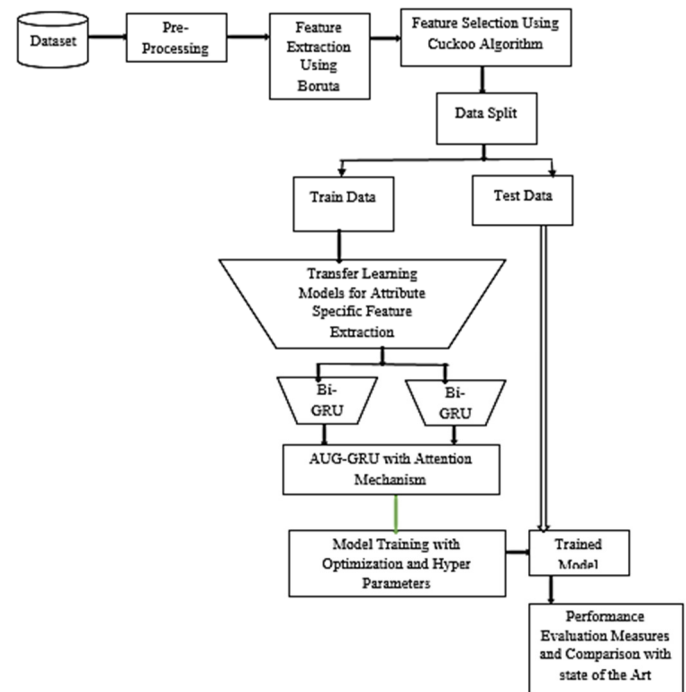 Dataset
Pre-
Processing
Feature
Extraction
Using
Boruta
Feature Selection Using
Cuckoo Algorithm
Data Split
Train Data
Test Data
Transfer Learning
Models for Attribute
Specific Feature
Extraction
Bi-
GRU
Bi-
GRU
AUG-GRU with Attention
Mechanism
Model Training with
Optimization and Hyper
Parameters
Trained
Model
Performance
Evaluation Measures
and Comparison with
state of the Art